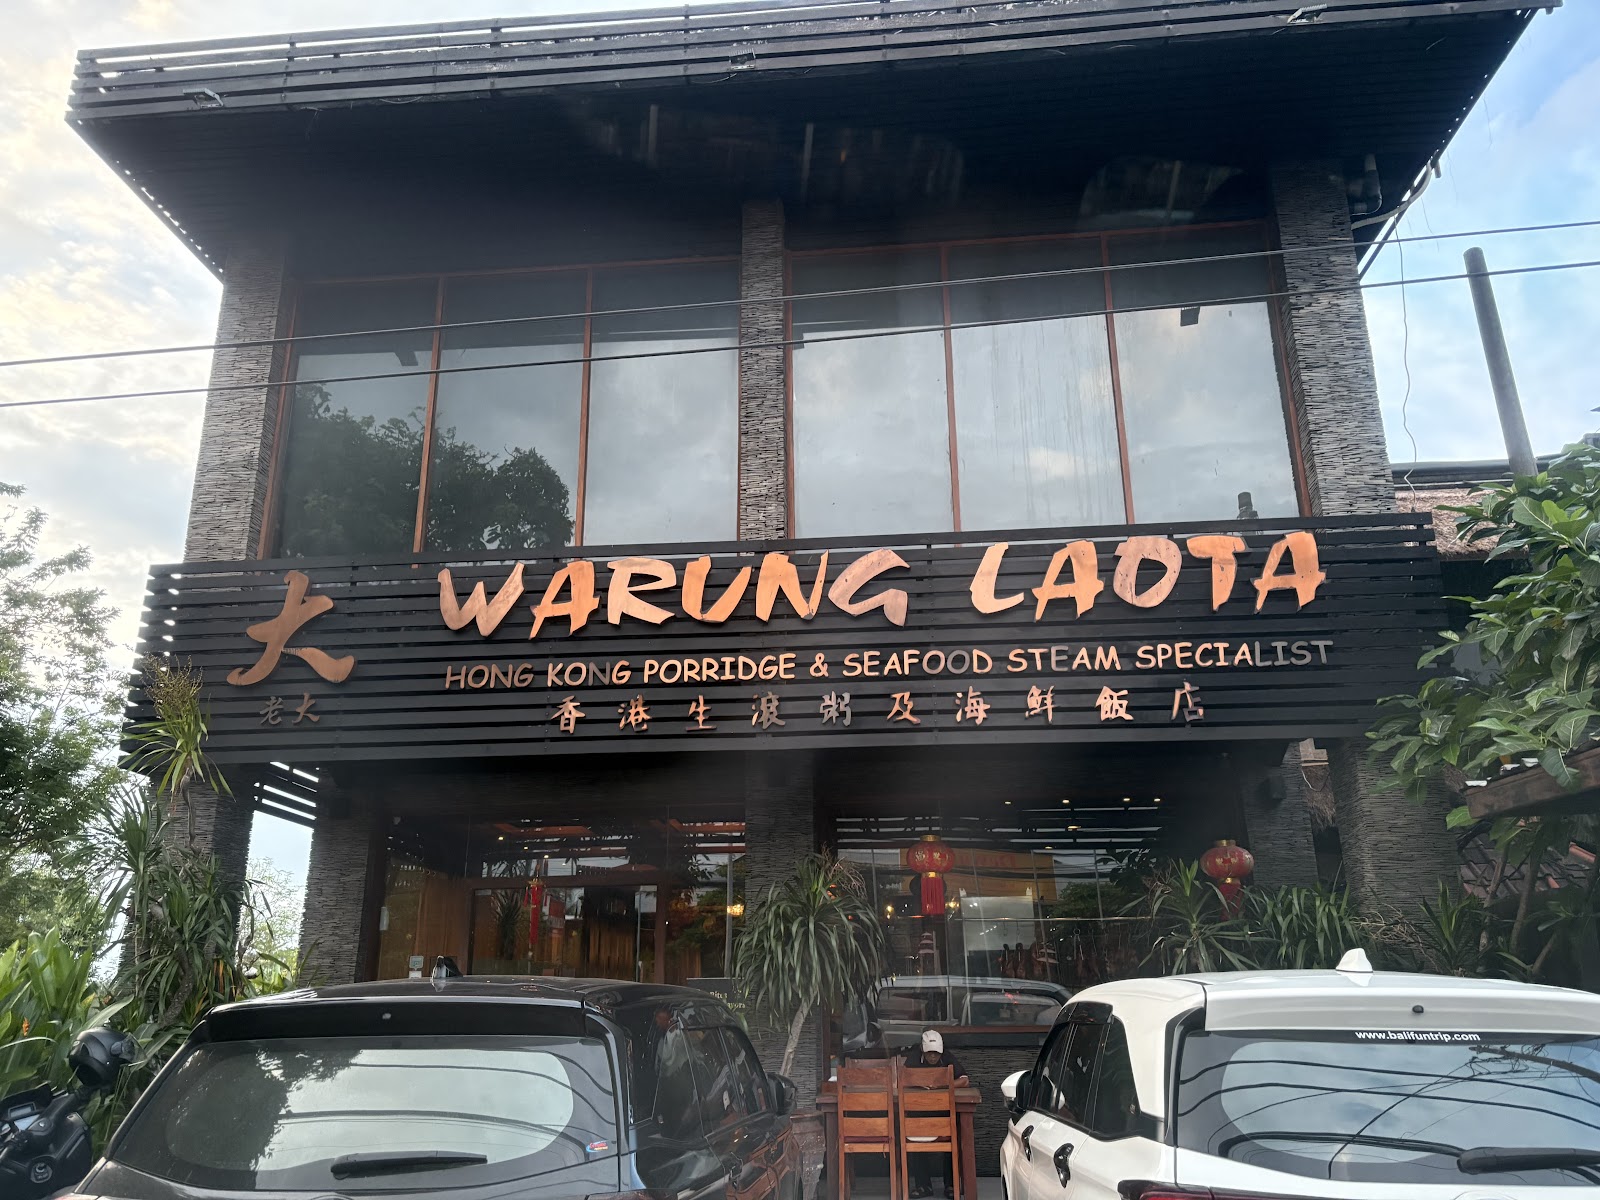 大
老大
WARUNG LAOTA
HONG KONG PORRIDGE & SEAFOOD STEAM SPECIALIST
香港生滚粥及海鮮飯店
www.balifuntrip.com